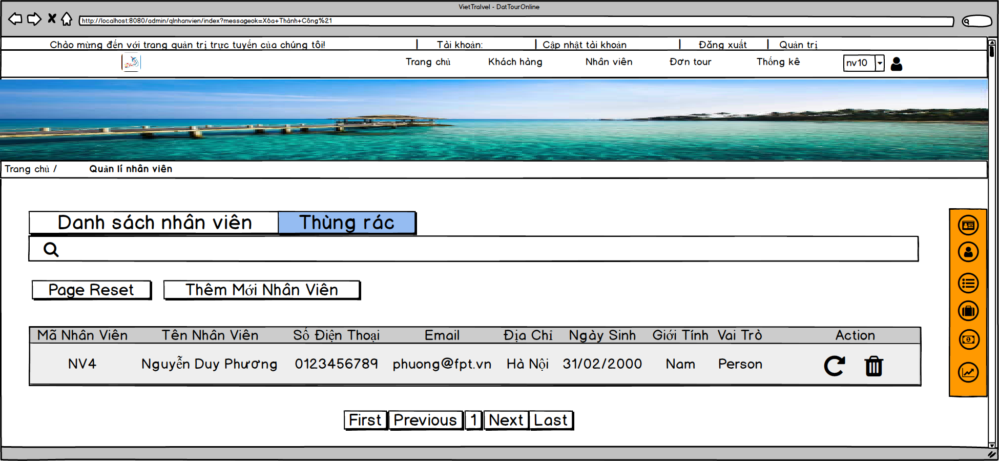 VietTralvel - DatTourOnline
http://localhost:8080/admin/qlnhanvien/index?messageok=Xóa+Thành+Công%21
Chào mừng đến với trang quản trị trực tuyến của chúng tôi! | Tài khoản: | Cập nhật tài khoản | Đăng xuất | Quản trị
Trang chủ Khách hàng Nhân viên Đơn tour Thống kê nv10
Trang chủ / Quản lí nhân viên
Danh sách nhân viên Thùng rác
Page Reset Thêm Mới Nhân Viên
Mã Nhân Viên Tên Nhân Viên Số Điện Thoại Email Địa Chỉ Ngày Sinh Giới Tính Vai Trò Action
NV4 Nguyễn Duy Phương 0123456789 phuong@fpt.vn Hà Nội 31/02/2000 Nam Person
First Previous 1 Next Last